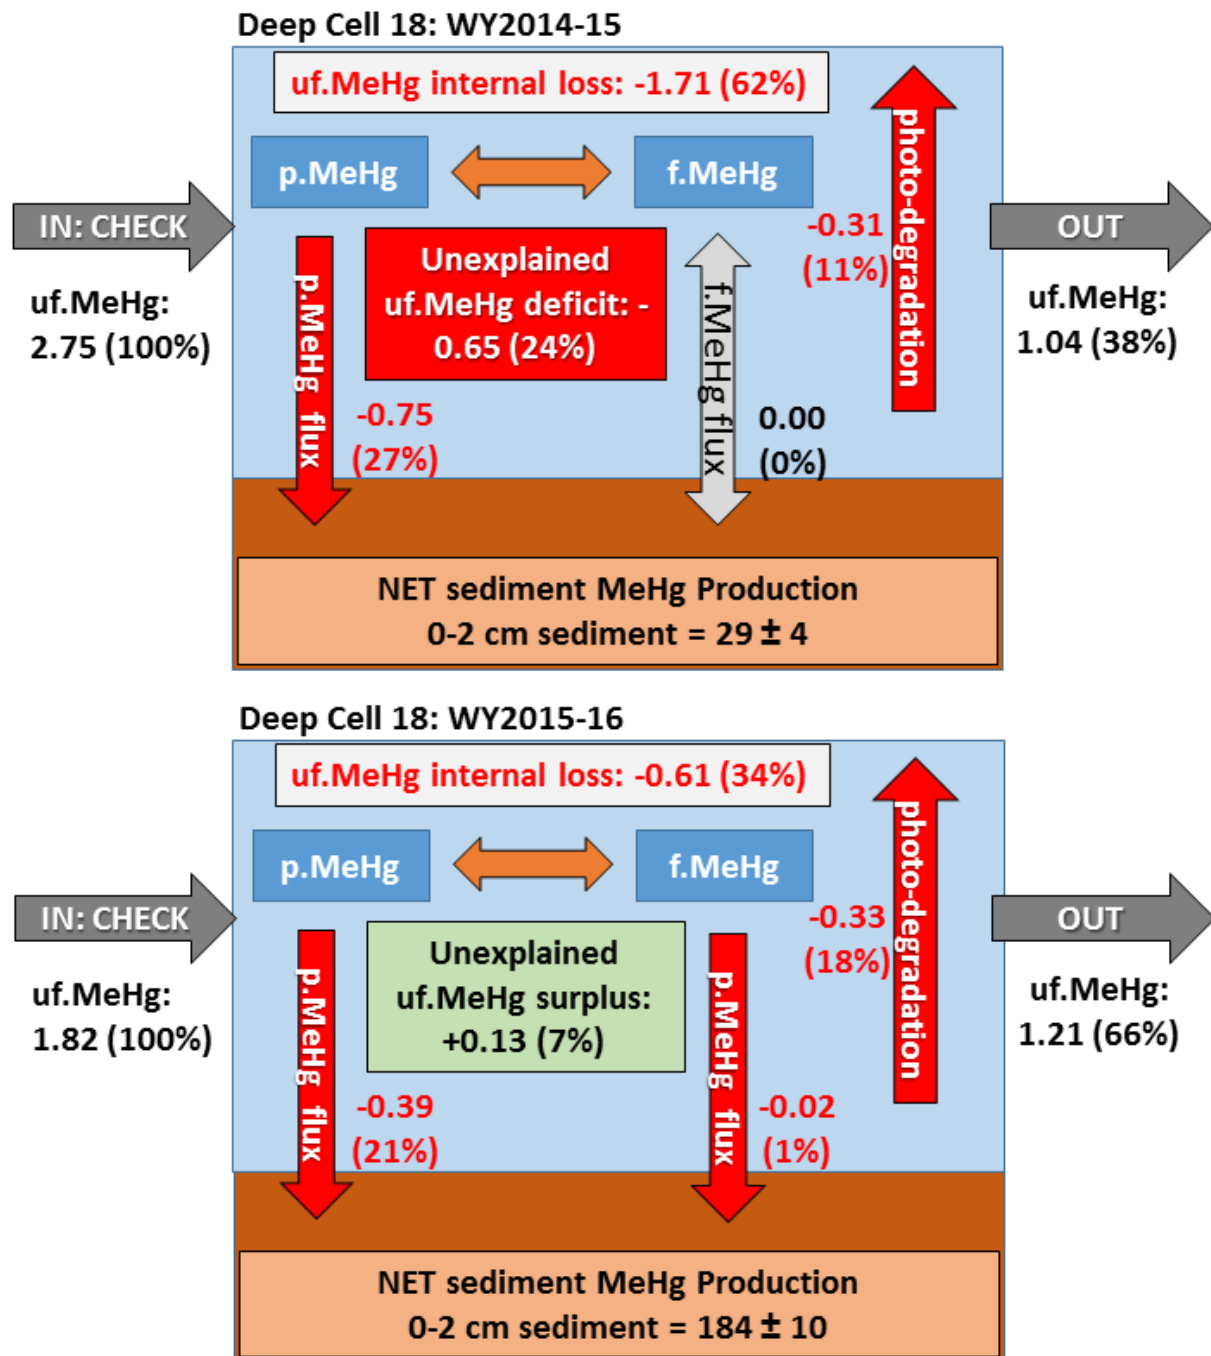 Deep Cell 18: WY2014-15
uf.MeHg internal loss: -1.71 (62%)
p.MeHg
f.MeHg
IN: CHECK
uf.MeHg:
2.75 (100%)
p.MeHg flux
Unexplained
uf.MeHg deficit: -
0.65 (24%)
-0.75
(27%)
f.MeHg flux
0.00
(0%)
-0.31
(11%)
photo-degradation
OUT
uf.MeHg:
1.04 (38%)
NET sediment MeHg Production
0-2 cm sediment = 29 ± 4
Deep Cell 18: WY2015-16
uf.MeHg internal loss: -0.61 (34%)
p.MeHg
f.MeHg
IN: CHECK
uf.MeHg:
1.82 (100%)
p.MeHg flux
Unexplained
uf.MeHg surplus:
+0.13 (7%)
-0.39
(21%)
p.MeHg flux
-0.02
(1%)
-0.33
(18%)
photo-degradation
OUT
uf.MeHg:
1.21 (66%)
NET sediment MeHg Production
0-2 cm sediment = 184 ± 10